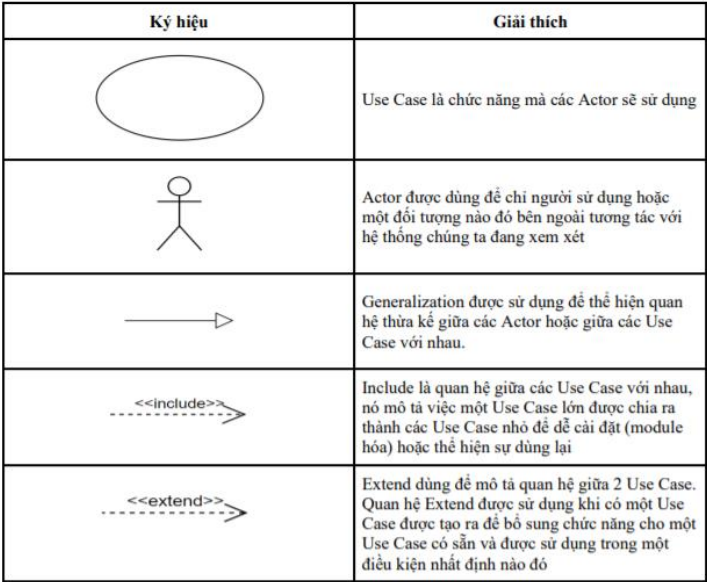 Ký hiệu
Giải thích
Use Case là chức năng mà các Actor sẽ sử dụng
Actor được dùng để chỉ người sử dụng hoặc
một đối tượng nào đó bên ngoài tương tác với
hệ thống chúng ta đang xem xét
Generalization được sử dụng để thể hiện quan
hệ thừa kế giữa các Actor hoặc giữa các Use
Case với nhau.
<<include>>
Include là quan hệ giữa các Use Case với nhau,
nó mô tả việc một Use Case lớn được chia ra
thành các Use Case nhỏ để dễ cài đặt (module
hóa) hoặc thể hiện sự dùng lại
<<extend>>
Extend dùng để mô tả quan hệ giữa 2 Use Case.
Quan hệ Extend được sử dụng khi có một Use
Case được tạo ra để bổ sung chức năng cho một
Use Case có sẵn và được sử dụng trong một
điều kiện nhất định nào đó